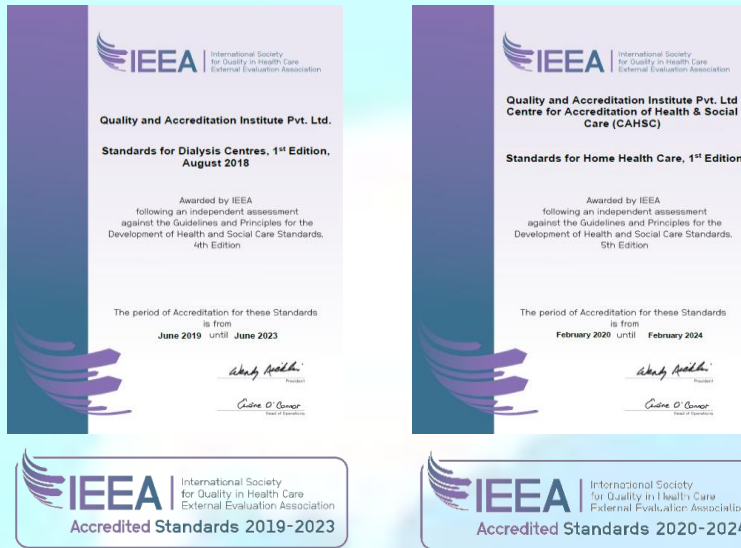 IEEA
International Society
for Quality in Health Care
External Evaluation Association
Quality and Accreditation Institute Pvt. Ltd.
Standards for Dialysis Centres, 1st Edition,
August 2018
Awarded by IEEA
following an independent assessment
against the Guidelines and Principles for the
Development of Health and Social Care Standards,
4th Edition
The period of Accreditation for these Standards
is from
June 2019 until June 2023
President
Head of Operations
IEEA
International Society
for Quality in Health Care
External Evaluation Association
Accredited Standards 2019-2023
IEEA
International Society
for Quality in Health Care
External Evaluation Association
Quality and Accreditation Institute Pvt. Ltd
Centre for Accreditation of Health & Social
Care (CAHSC)
Standards for Home Health Care, 1st Edition
Awarded by IEEA
following an independent assessment
against the Guidelines and Principles for the
Development of Health and Social Care Standards,
5th Edition
The period of Accreditation for these Standards
is from
February 2020 until February 2024
President
Head of Operations
IEEA
International Society
for Quality in Health Care
External Evaluation Association
Accredited Standards 2020-2024